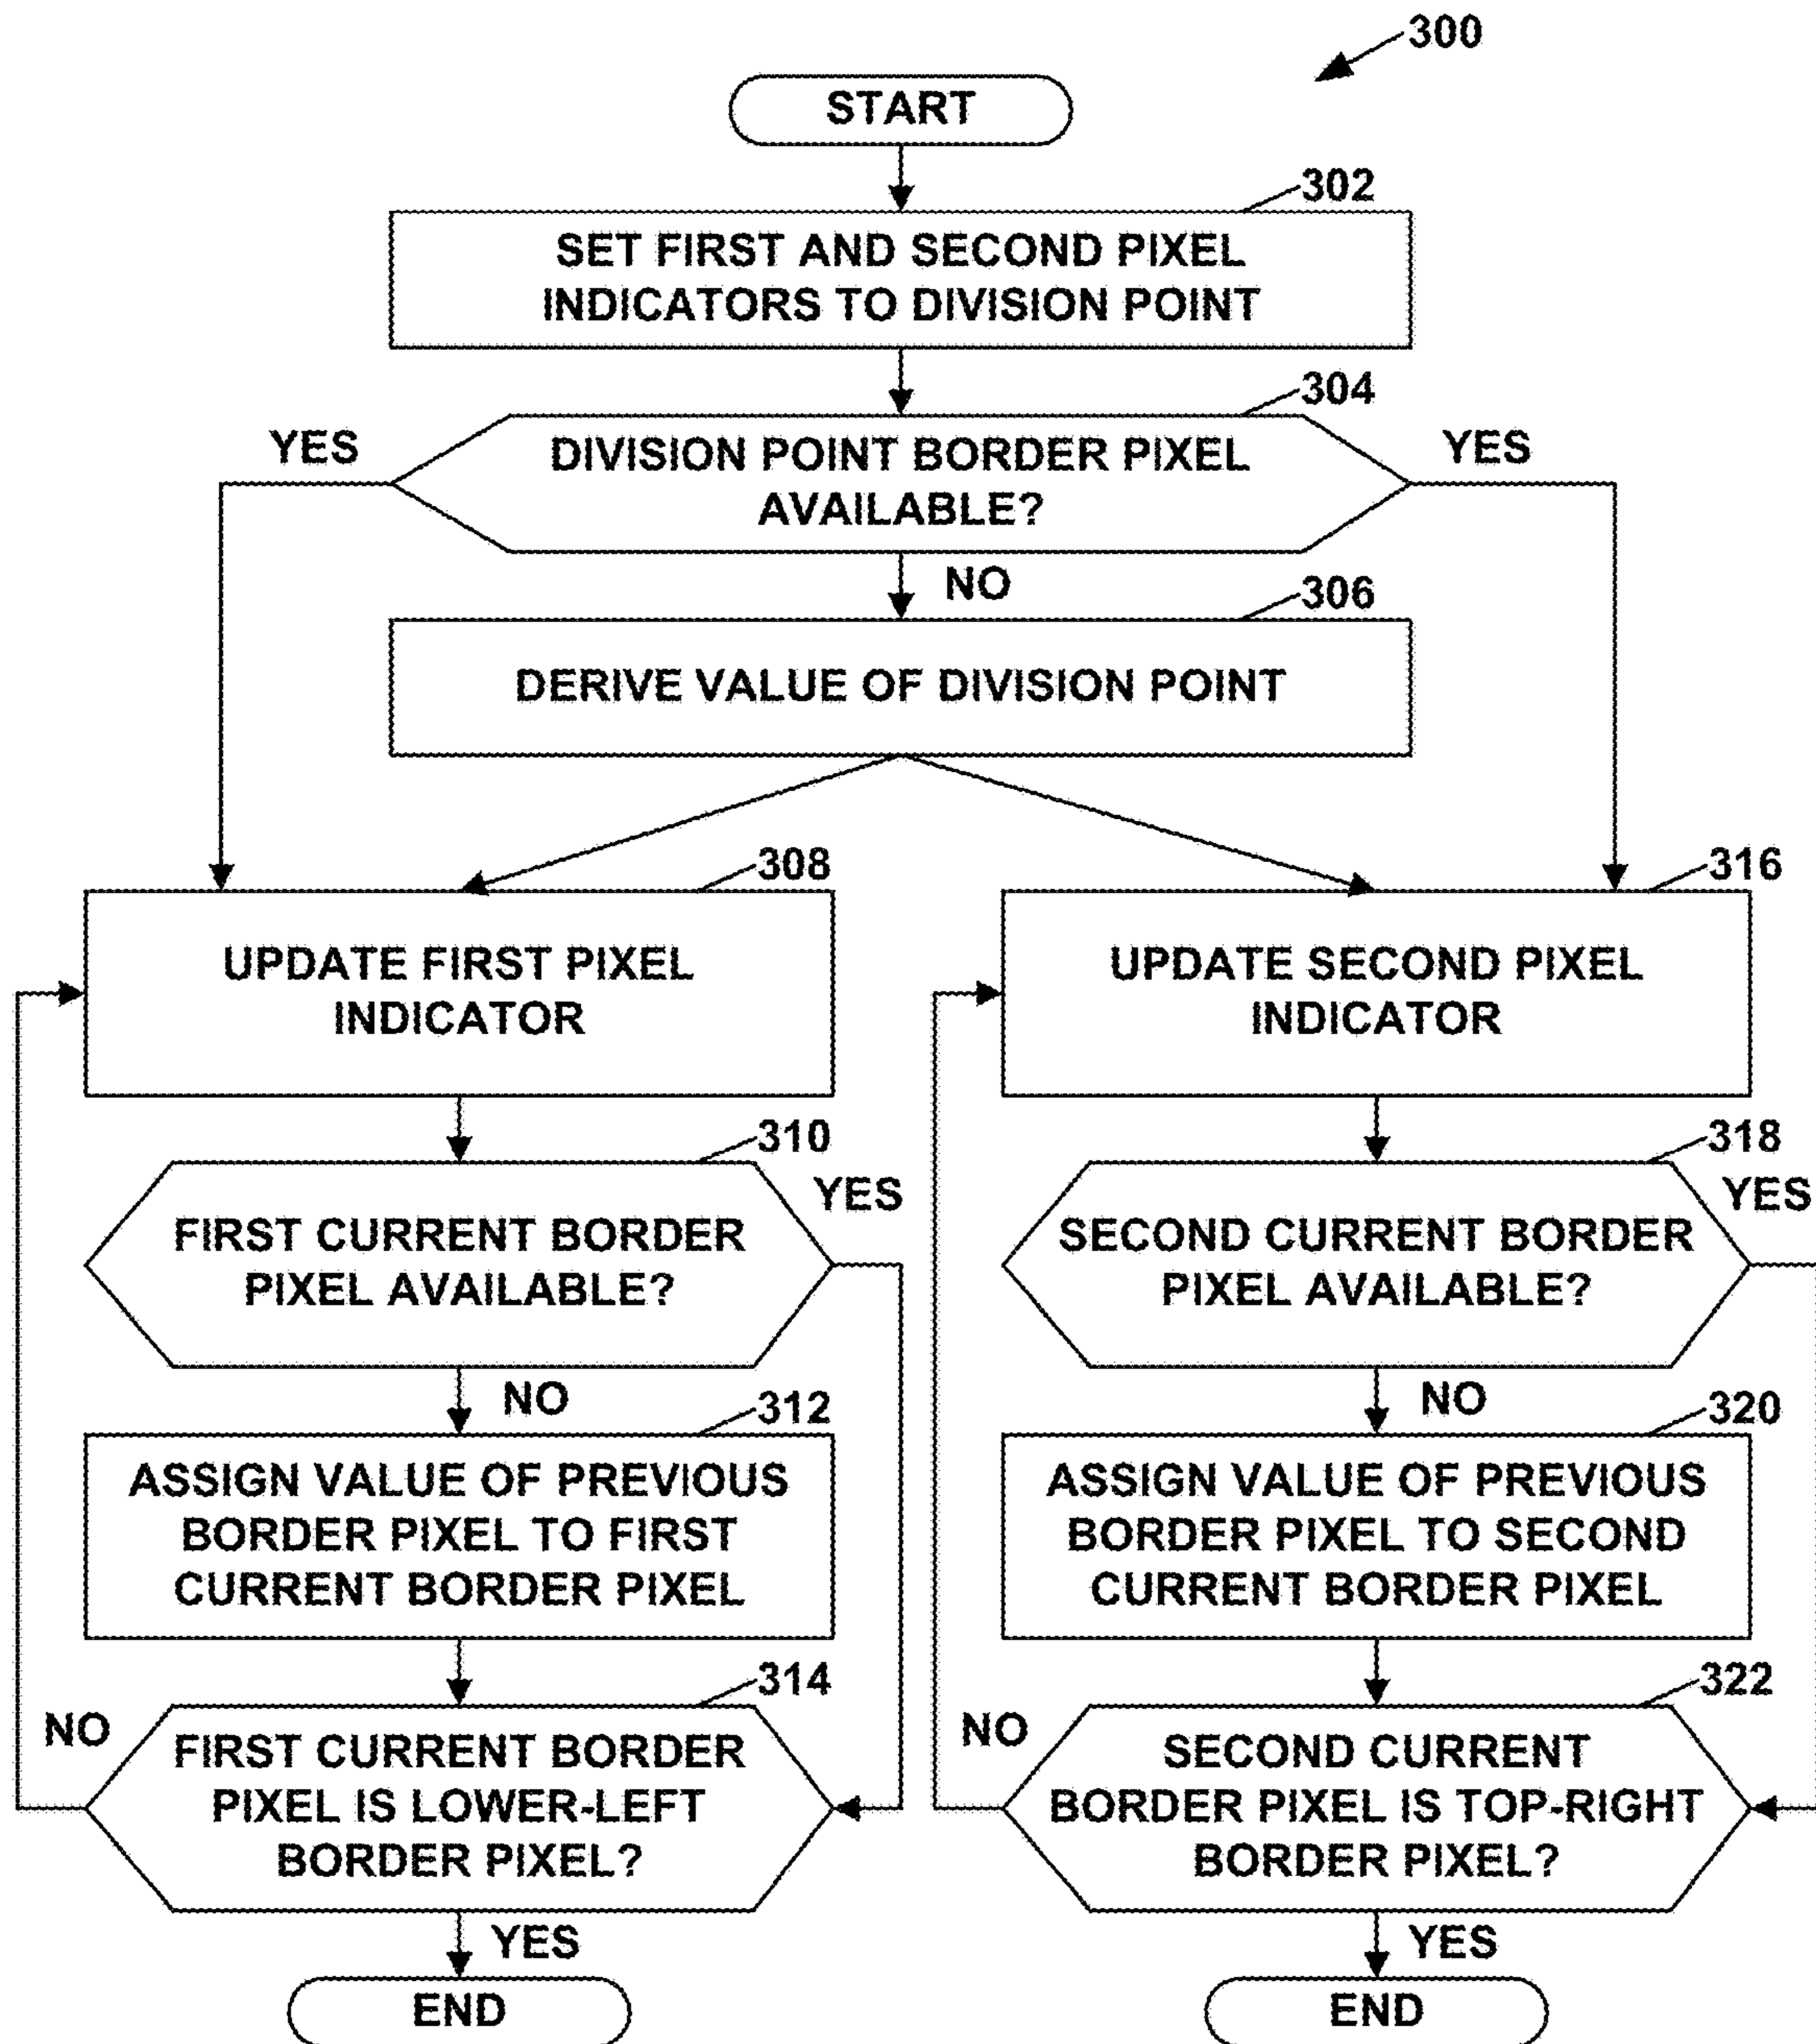 300
START
302
SET FIRST AND SECOND PIXEL
INDICATORS TO DIVISION POINT
304
YES
DIVISION POINT BORDER PIXEL
AVAILABLE?
YES
NO
306
DERIVE VALUE OF DIVISION POINT
308
UPDATE FIRST PIXEL
INDICATOR
310
FIRST CURRENT BORDER
PIXEL AVAILABLE?
YES
NO
312
ASSIGN VALUE OF PREVIOUS
BORDER PIXEL TO FIRST
CURRENT BORDER PIXEL
314
NO
FIRST CURRENT BORDER
PIXEL IS LOWER-LEFT
BORDER PIXEL?
YES
END
316
UPDATE SECOND PIXEL
INDICATOR
318
SECOND CURRENT BORDER
PIXEL AVAILABLE?
YES
NO
320
ASSIGN VALUE OF PREVIOUS
BORDER PIXEL TO SECOND
CURRENT BORDER PIXEL
322
NO
SECOND CURRENT
BORDER PIXEL IS TOP-RIGHT
BORDER PIXEL?
YES
END